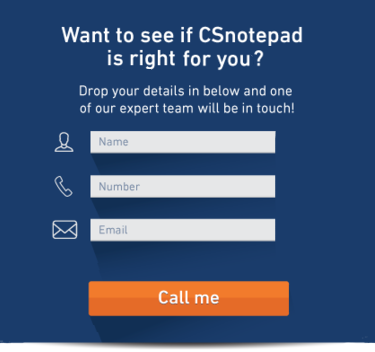 Want to see if CSnotepad
is right for you?
Drop your details in below and one
of our expert team will be in touch!
Name
Number
Email
Call me